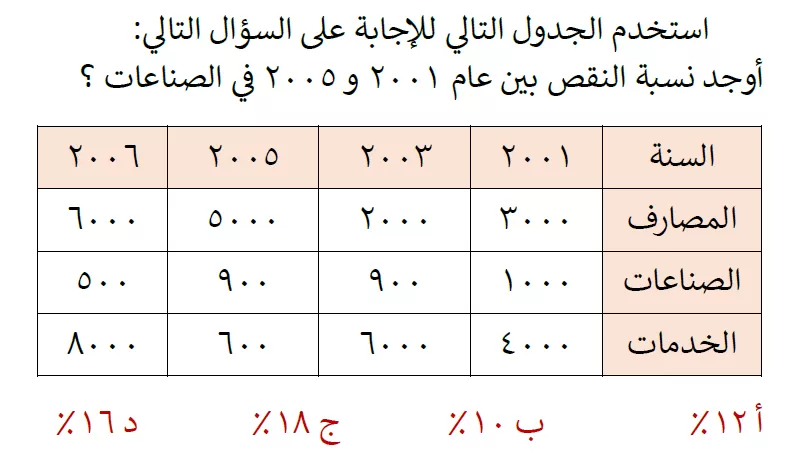 استخدم الجدول التالي للإجابة على السؤال التالي:
أوجد نسبة النقص بين عام ٢٠٠١ و ٢٠٠٥ في الصناعات ؟
السنة ٢٠٠١ ٢٠٠٣ ٢٠٠٥ ٢٠٠٦
المصارف ٣٠٠٠ ٢٠٠٠ ٥٠٠٠ ٦٠٠٠
الصناعات ١٠٠٠ ٩٠٠ ٩٠٠ ٥٠٠
الخدمات ٤٠٠٠ ٦٠٠٠ ٦٠٠ ٨٠٠٠
أ ١٢٪ ب ١٠٪ ج ١٨٪ د ١٦٪